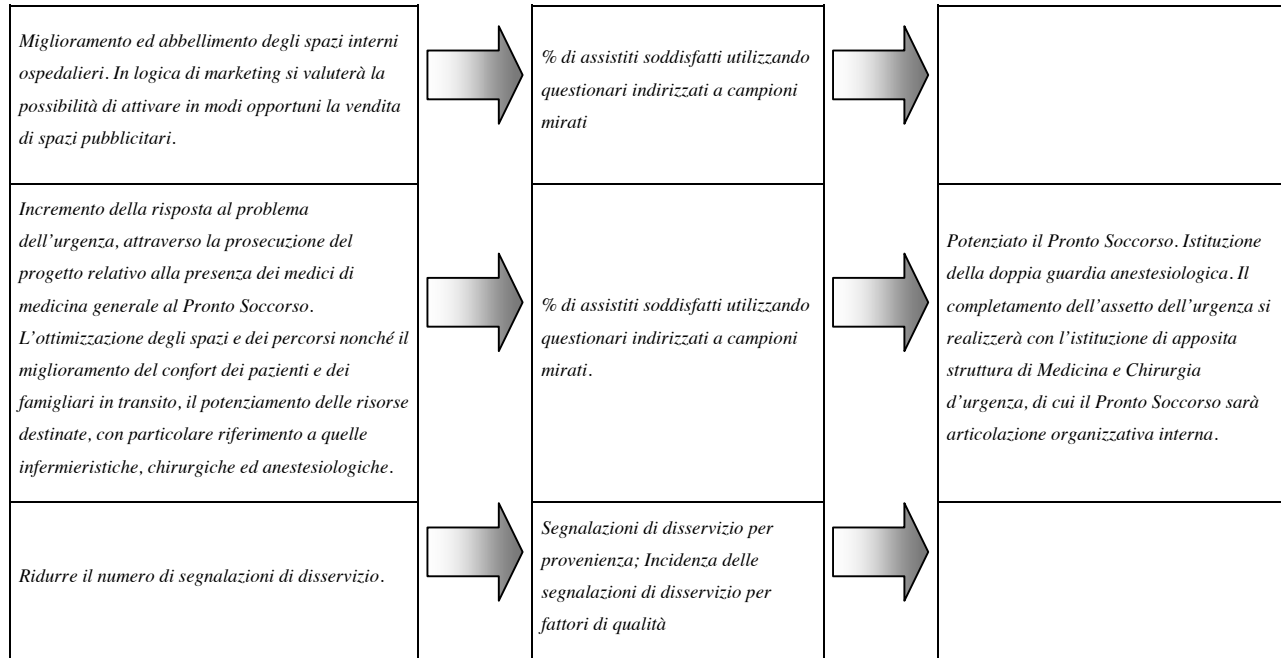 Miglioramento ed abbellimento degli spazi interni
ospedalieri. In logica di marketing si valuterà la
possibilità di attivare in modi opportuni la vendita
di spazi pubblicitari.
% di assistiti soddisfatti utilizzando
questionari indirizzati a campioni
mirati
Incremento della risposta al problema
dell'urgenza, attraverso la prosecuzione del
progetto relativo alla presenza dei medici di
medicina generale al Pronto Soccorso.
L'ottimizzazione degli spazi e dei percorsi nonché il
miglioramento del confort dei pazienti e dei
famigliari in transito, il potenziamento delle risorse
destinate, con particolare riferimento a quelle
infermieristiche, chirurgiche ed anestesiologiche.
% di assistiti soddisfatti utilizzando
questionari indirizzati a campioni
mirati.
Potenziato il Pronto Soccorso. Istituzione
della doppia guardia anestesiologica. Il
completamento dell'assetto dell'urgenza si
realizzerà con l'istituzione di apposita
struttura di Medicina e Chirurgia
d'urgenza, di cui il Pronto Soccorso sarà
articolazione organizzativa interna.
Ridurre il numero di segnalazioni di disservizio.
Segnalazioni di disservizio per
provenienza; Incidenza delle
segnalazioni di disservizio per
fattori di qualità